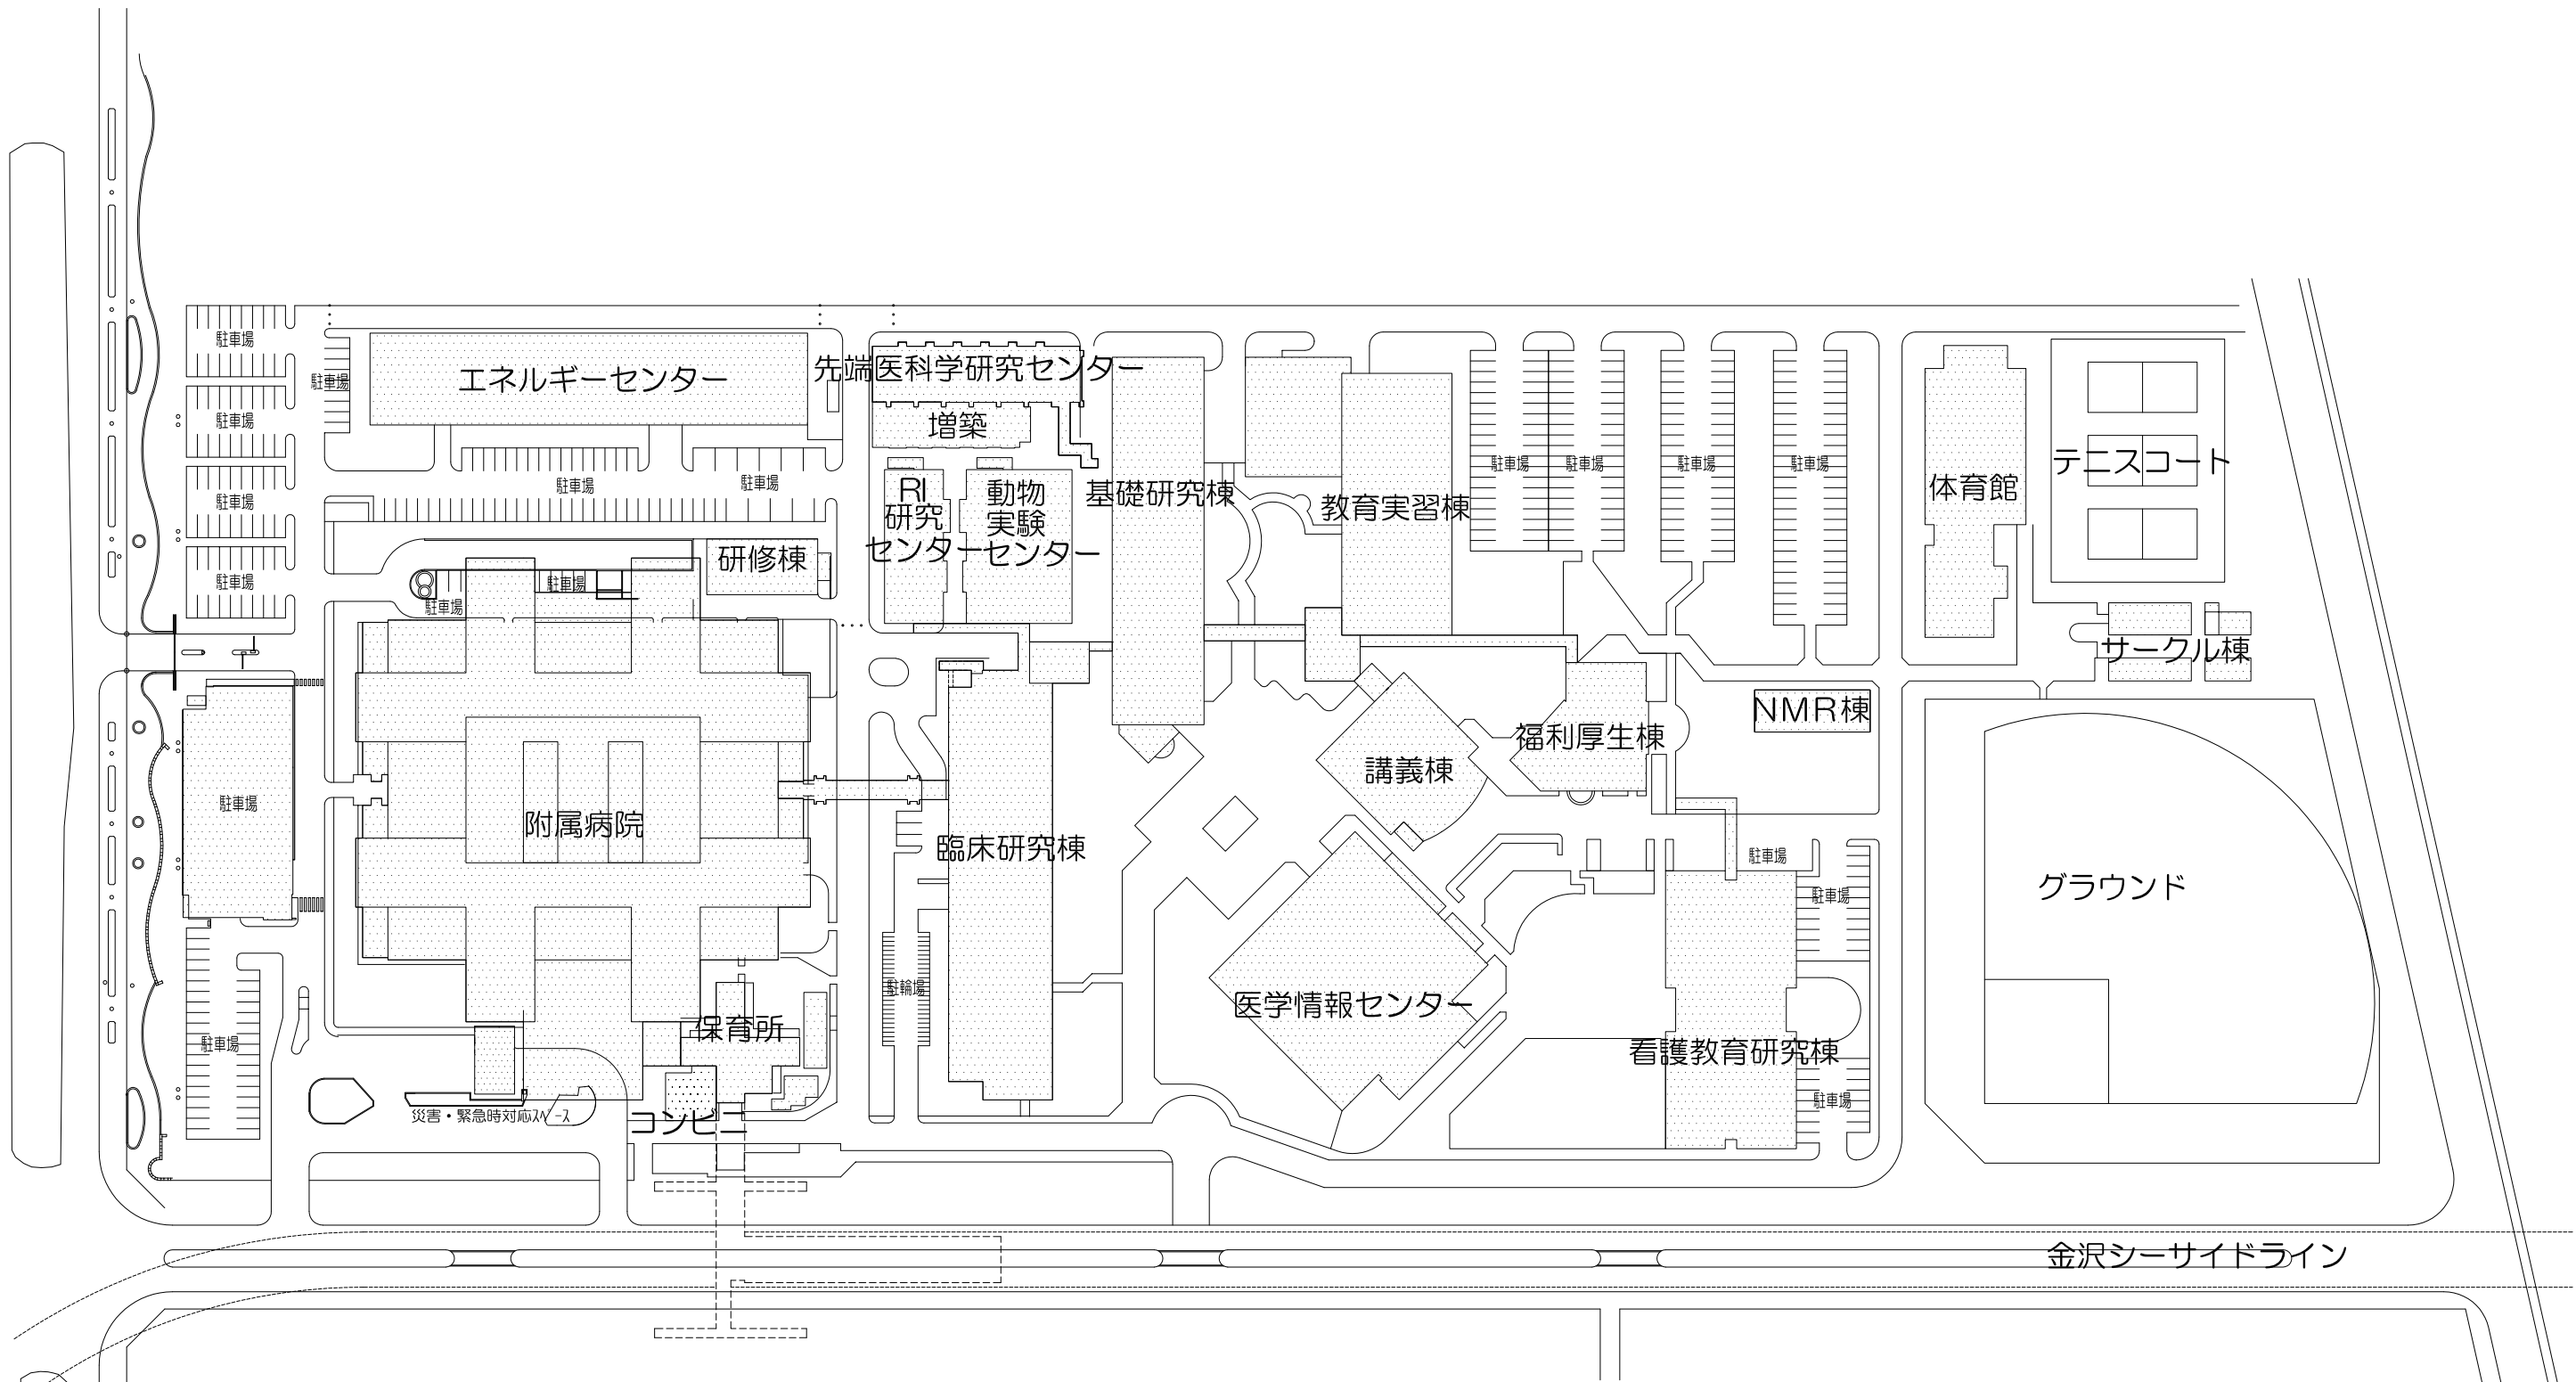 駐車場
駐車場
エネルギーセンター
先端医科学研究センター
駐車場
増築
テニスコート
駐車場
駐車場
駐車場
駐車場
駐車場
駐車場
体育館
RI
研究
センター
動物
実験
センター
基礎研究棟
駐車場
教育実習棟
研修棟
駐車場
駐車場
駐車場
サークル棟
NMR棟
福利厚生棟
講義棟
駐車場
附属病院
臨床研究棟
駐車場
グラウンド
駐車場
駐輪場
医学情報センター
保育所
駐車場
看護教育研究棟
駐車場
災害・緊急時対応ｽﾍﾟｰｽ
コンビニ
金沢シーサイドライン